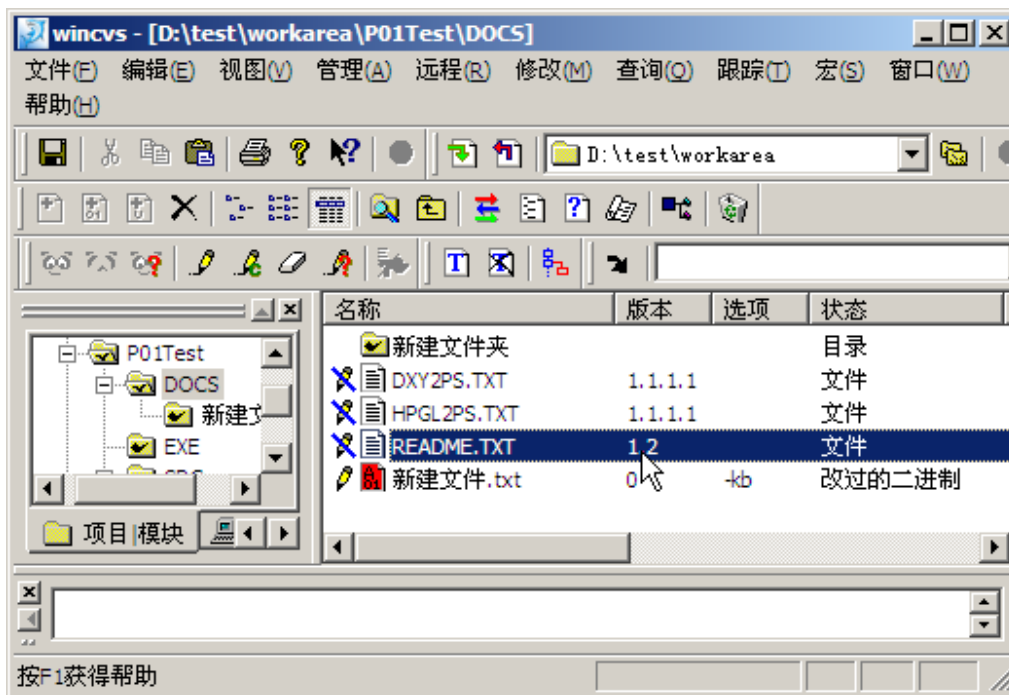 wincvs - [D:\test\workarea\P01Test\DOCS]
文件(F) 编辑(E) 视图(V) 管理(A) 远程(R) 修改(M) 查询(Q) 跟踪(T) 宏(S) 窗口(W)
帮助(H)
D:\test\workarea
名称 版本 选项 状态
P01Test
DOCS
EXE
新建文件夹 目录
DXY2PS.TXT 1.1.1.1 文件
HPGL2PS.TXT 1.1.1.1 文件
README.TXT 1.2 文件
新建文件.txt 0 -kb 改过的二进制
项目|模块
按F1获得帮助